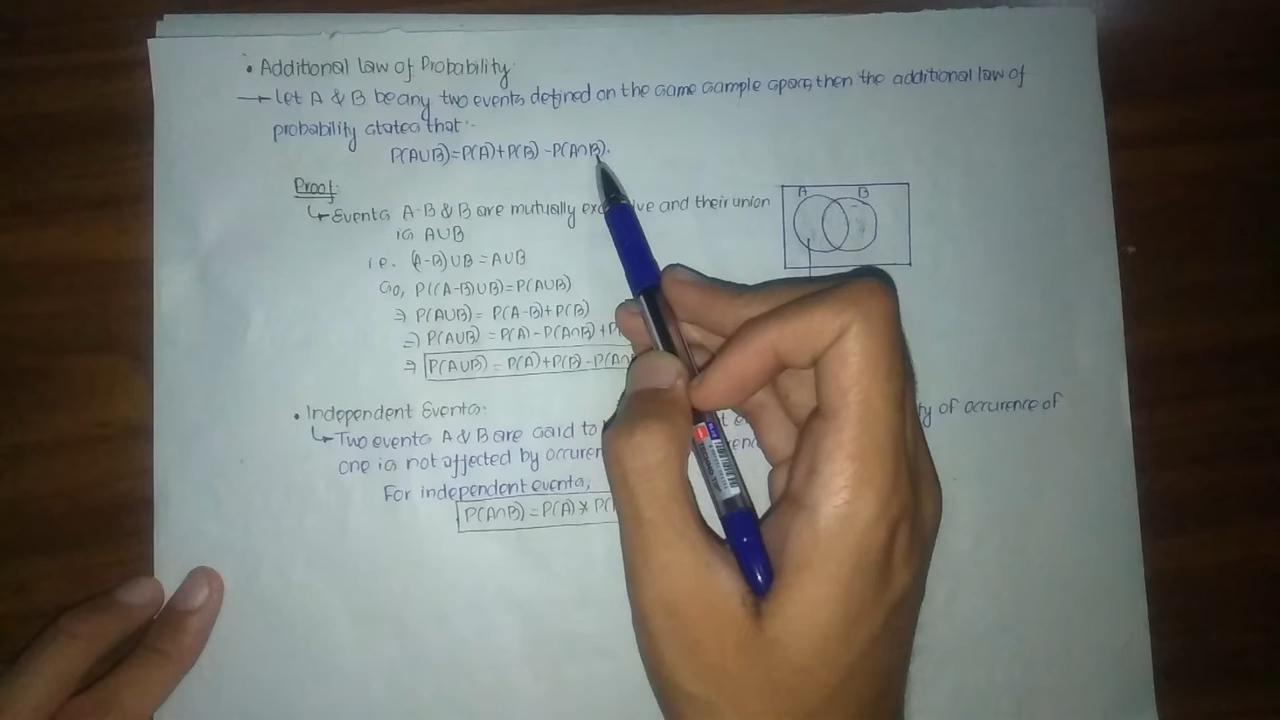 • Additional law of Probability:
→ Let A & B be any two events defined on the same sample space, then the additional law of
probability states that:-
P(A∪B)=P(A)+P(B) -P(A∩B).
Proof:
↳ Events A-B & B are mutually and their union
is A∪B
i.e. (A-B)∪B = A∪B
So, P((A-B)∪B)=P(A∪B)
⇒ P(A∪B)= P(A-B)+P(B)
⇒ P(A∪B) = P(A)-P(A∩B)+
⇒ P(A∪B) = P(A)+P(B)-
A B
• Independent Events:
↳ Two events A & B are said to of occurence of
one is not affected by
For independent events,
P(A∩B)=P(A) *